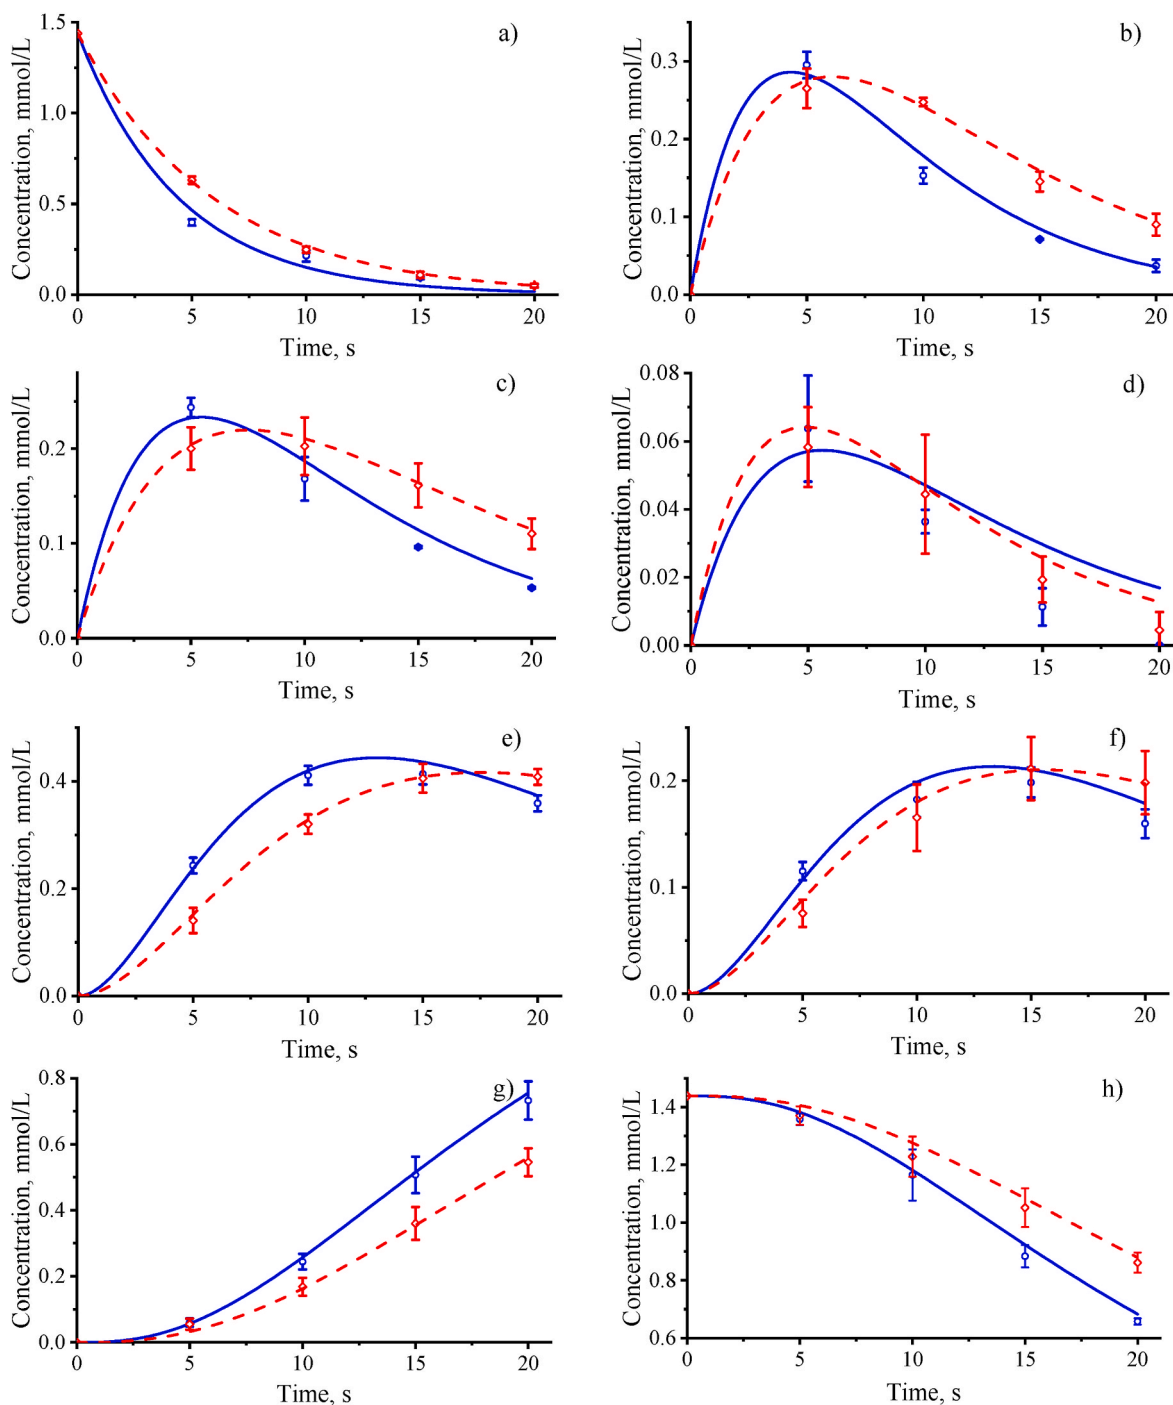 a)
Concentration, mmol/L
1.5
1.0
0.5
0.0
0 5 10 15 20
Time, s
b)
Concentration, mmol/L
0.3
0.2
0.1
0.0
0 5 10 15 20
Time, s
c)
Concentration, mmol/L
0.2
0.1
0.0
0 5 10 15 20
Time, s
d)
Concentration, mmol/L
0.08
0.06
0.04
0.02
0.00
0 5 10 15 20
Time, s
e)
Concentration, mmol/L
0.4
0.2
0.0
0 5 10 15 20
Time, s
f)
Concentration, mmol/L
0.2
0.1
0.0
0 5 10 15 20
Time, s
g)
Concentration, mmol/L
0.8
0.6
0.4
0.2
0.0
0 5 10 15 20
Time, s
h)
Concentration, mmol/L
1.4
1.2
1.0
0.8
0.6
0 5 10 15 20
Time, s